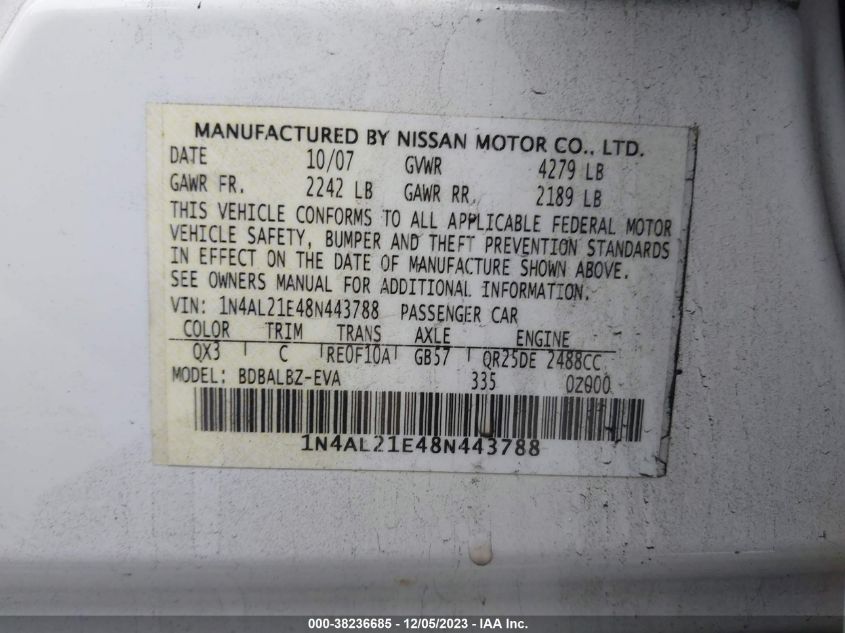 MANUFACTURED BY NISSAN MOTOR CO., LTD.
DATE 10/07 GVWR 4279 LB
GAWR FR. 2242 LB GAWR RR. 2189 LB
THIS VEHICLE CONFORMS TO ALL APPLICABLE FEDERAL MOTOR
VEHICLE SAFETY, BUMPER AND THEFT PREVENTION STANDARDS
IN EFFECT ON THE DATE OF MANUFACTURE SHOWN ABOVE.
SEE OWNERS MANUAL FOR ADDITIONAL INFORMATION.
VIN: 1N4AL21E48N443788 PASSENGER CAR
COLOR TRIM TRANS AXLE ENGINE
QX3 C RE0F10A GB57 QR25DE 2488CC
MODEL: BDBALBZ-EVA 335 0Z900
1N4AL21E48N443788
000-38236685 - 12/05/2023 - IAA Inc.